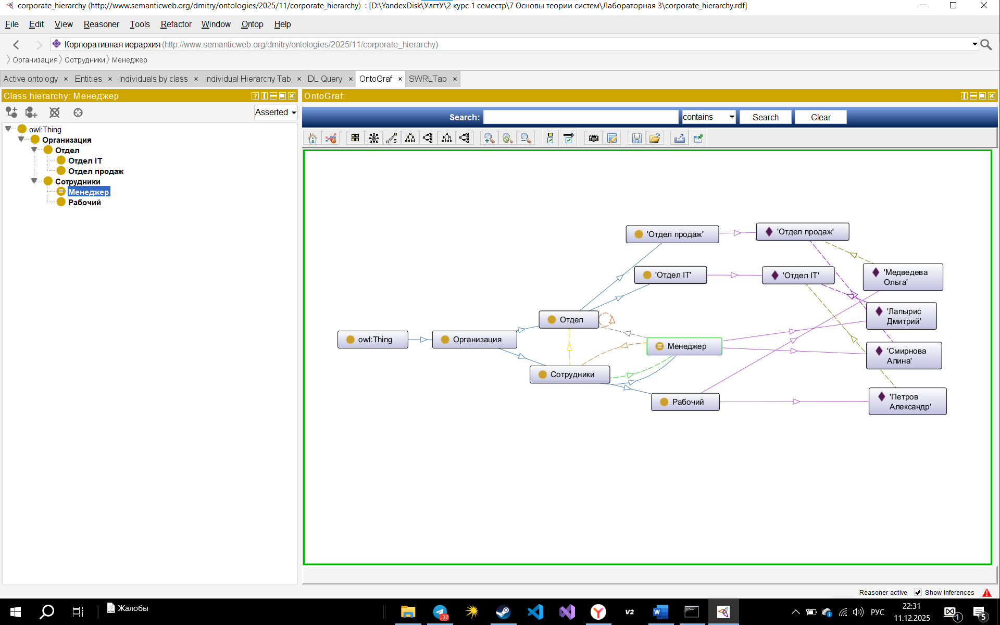 corporate_hierarchy (http://www.semanticweb.org/dmitry/ontologies/2025/11/corporate_hierarchy) : [D:\YandexDisk\УлгтУ\2 курс 1 семестр\7 Основы теории систем\Лабораторная 3\corporate_hierarchy.rdf]
File Edit View Reasoner Tools Refactor Window Ontop Help
Корпоративная иерархия (http://www.semanticweb.org/dmitry/ontologies/2025/11/corporate_hierarchy)
Организация Сотрудники Менеджер
Active ontology × Entities × Individuals by class × Individual Hierarchy Tab × DL Query × OntoGraf × SWRLTab ×
Class hierarchy: Менеджер
Asserted
owl:Thing
Организация
Отдел
Отдел IT
Отдел продаж
Сотрудники
Менеджер
Рабочий
OntoGraf:
Search: contains Search Clear
'Отдел продаж' 'Отдел продаж'
'Отдел IT' 'Отдел IT'
'Медведева
Ольга'
'Лапырис
Дмитрий'
Отдел
owl:Thing Организация
Менеджер
'Смирнова
Алина'
Сотрудники
Рабочий
'Петров
Александр'
Reasoner active Show Inferences
Жалобы
32
V2
РУС
22:31
11.12.2025
1
5